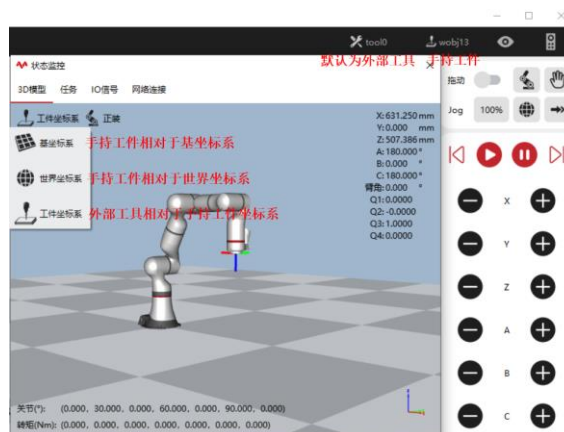 tool0
wobj13
默认为外部工具 手持工件
状态监控
3D模型
任务
IO信号
网络连接
拖动
Jog
100%
工件坐标系
正装
基坐标系
手持工件相对于基坐标系
世界坐标系
手持工件相对于世界坐标系
工件坐标系
外部工具相对于手持工件坐标系
X:631.250 mm
Y:0.000 mm
Z:507.386 mm
A:180.000 °
B:0.000 °
C:180.000 °
臂角:0.000 °
Q1:0.0000
Q2:-0.0000
Q3:1.0000
Q4:0.0000
X
Y
Z
A
B
C
关节(°): (0.000, 30.000, 0.000, 60.000, 0.000, 90.000, 0.000)
转矩(Nm): (0.000, 0.000, 0.000, 0.000, 0.000, 0.000, 0.000)